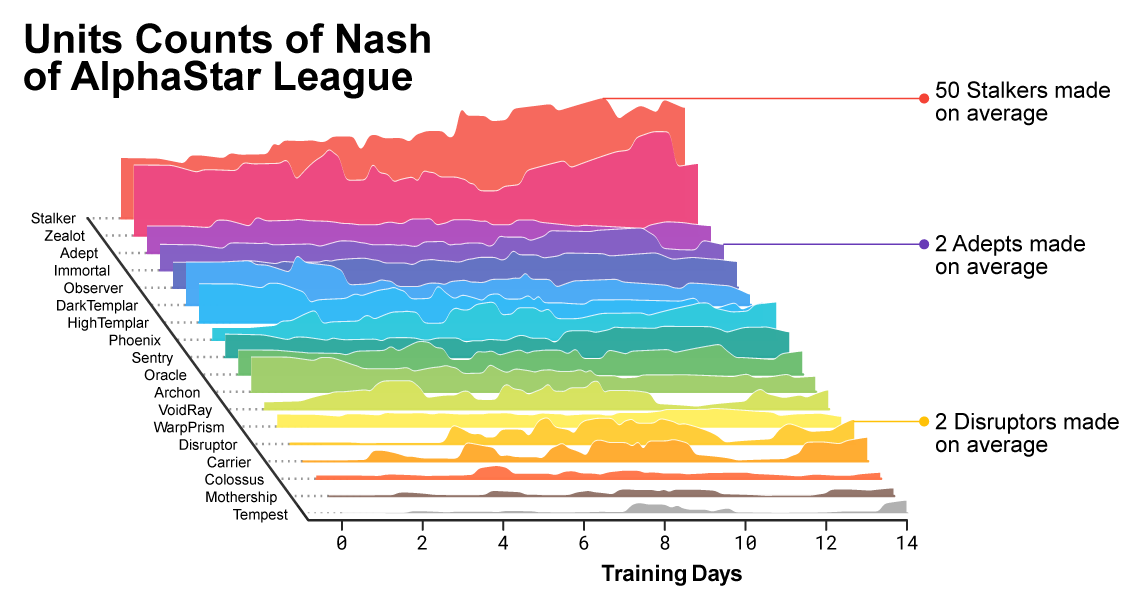 Units Counts of Nash
of AlphaStar League
50 Stalkers made
on average
Stalker
Zealot
Adept
2 Adepts made
on average
Immortal
Observer
DarkTemplar
HighTemplar
Phoenix
Sentry
Oracle
Archon
VoidRay
WarpPrism
2 Disruptors made
on average
Disruptor
Carrier
Colossus
Mothership
Tempest
0 2 4 6 8 10 12 14
Training Days